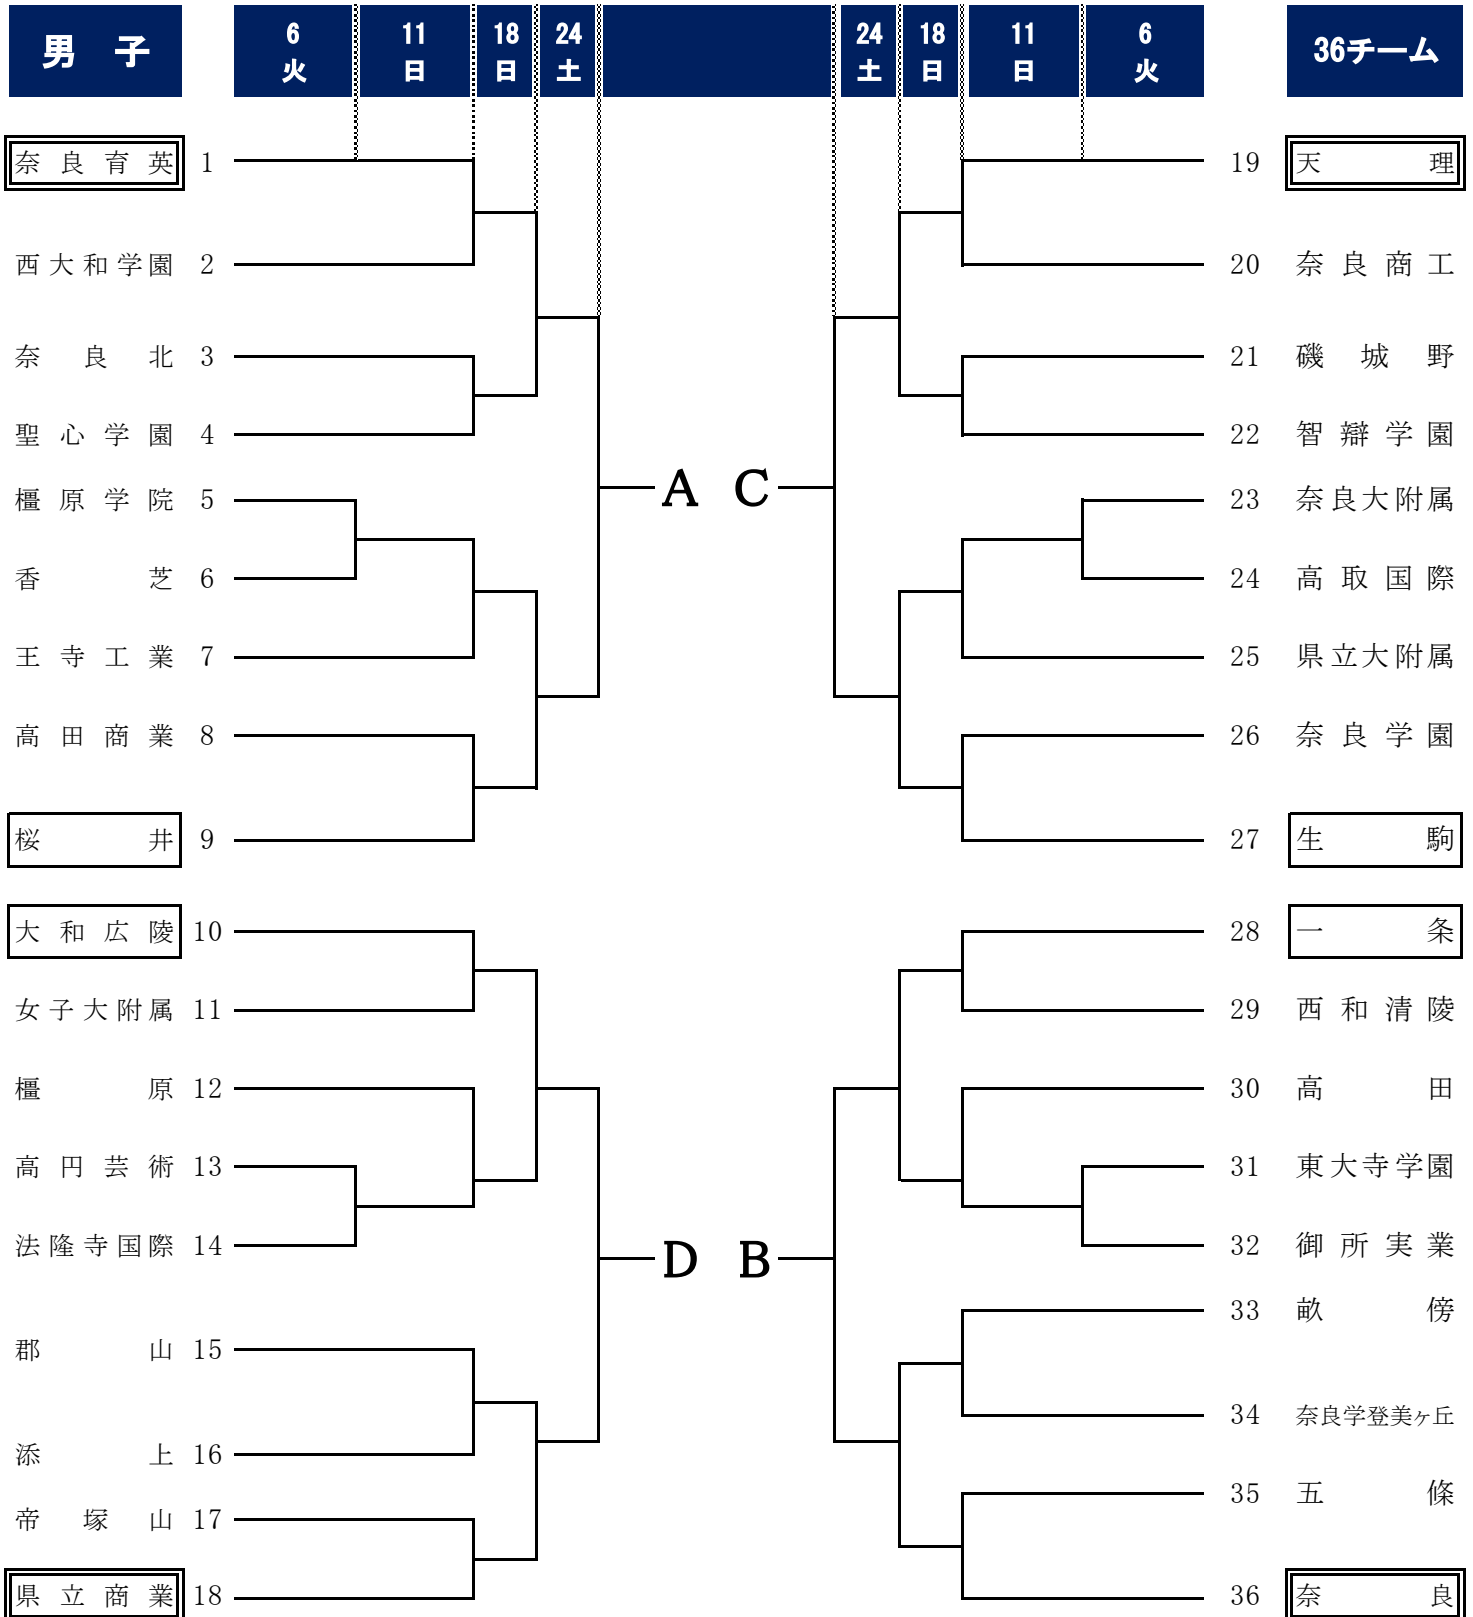 男子 6 11 18 24 24 18 11 6 36チーム
火 日 日 土 土 日 日 火
奈良育英 1 19 天理
西大和学園 2 20 奈良商工
奈良北 3 21 磯城野
聖心学園 4 22 智辯学園
A C
橿原学院 5 23 奈良大附属
香芝 6 24 高取国際
王寺工業 7 25 県立大附属
高田商業 8 26 奈良学園
桜井 9 27 生駒
大和広陵 10 28 一条
女子大附属 11 29 西和清陵
橿原 12 30 高田
高円芸術 13 31 東大寺学園
法隆寺国際 14 32 御所実業
D B
33 畝傍
郡山 15
34 奈良学登美ヶ丘
添上 16
35 五條
帝塚山 17
県立商業 18 36 奈良